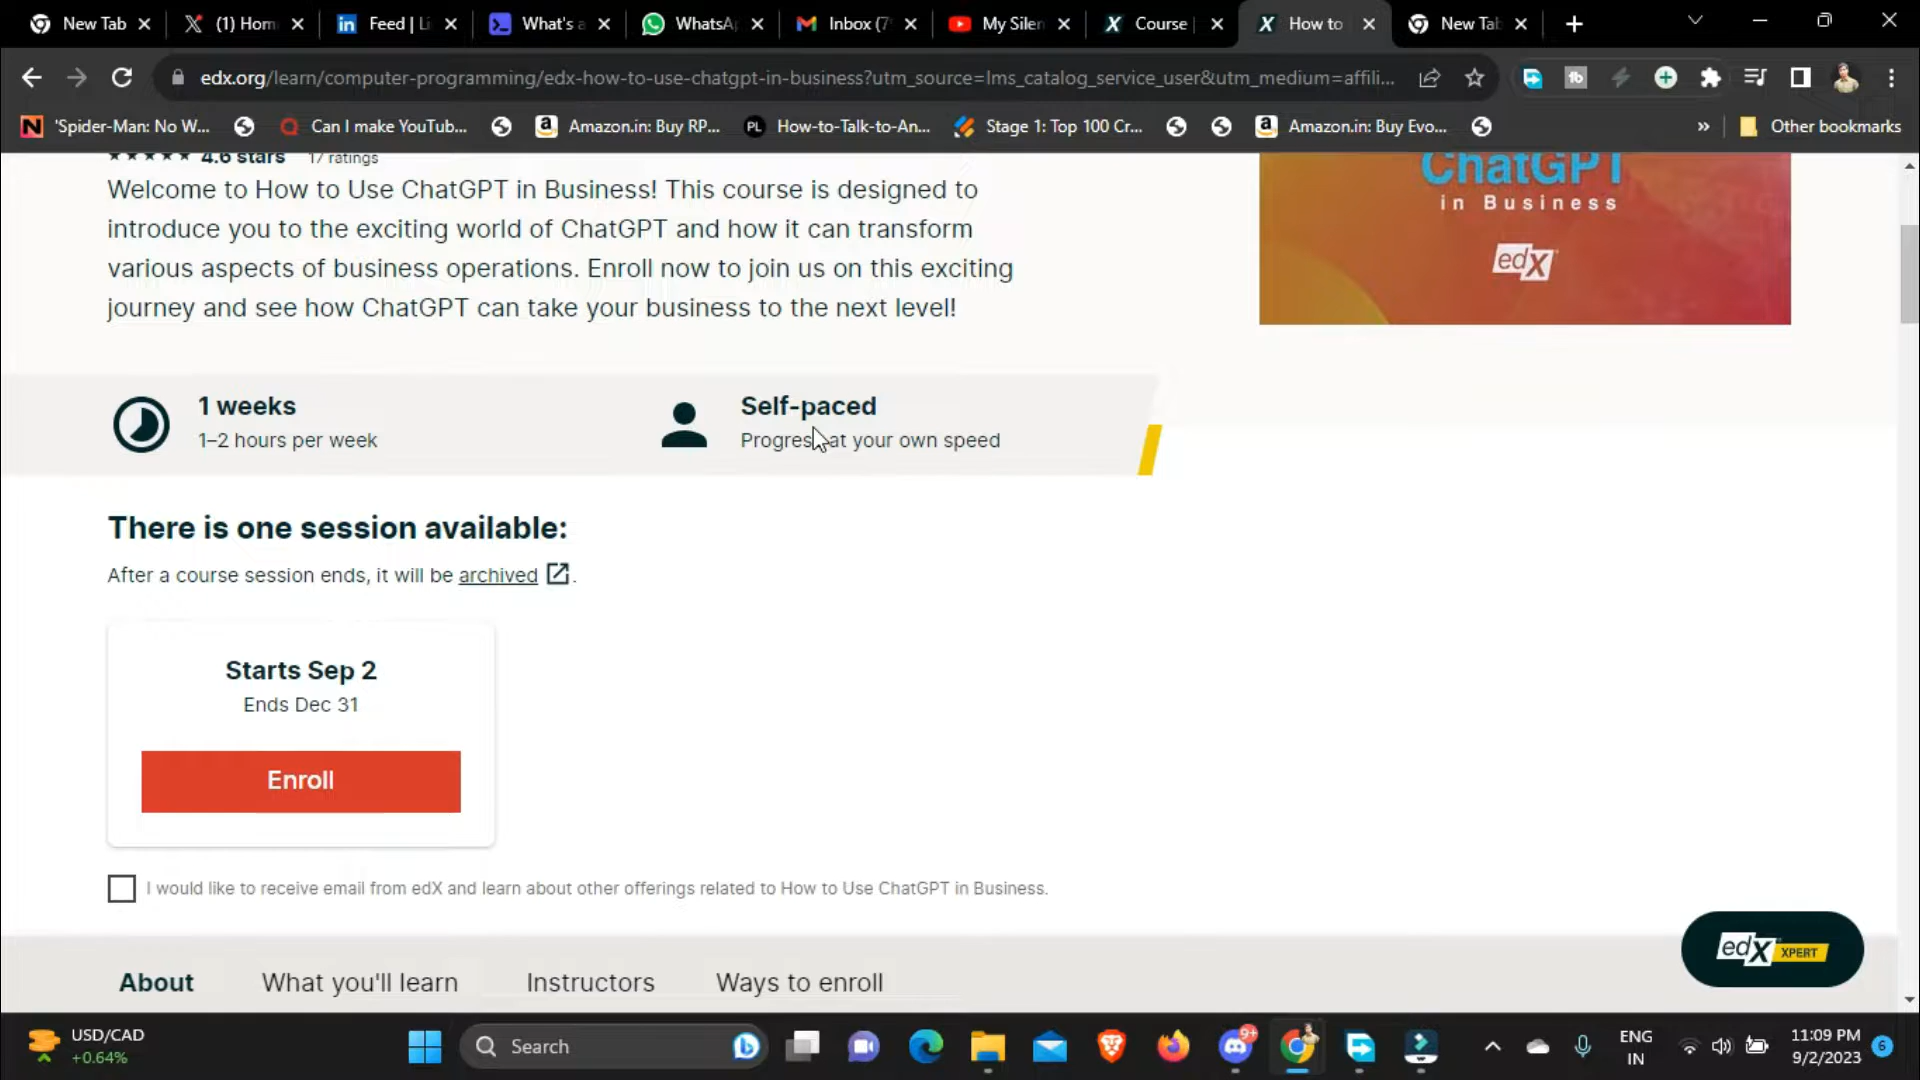 New Tab
(1) Hom
Feed | Li
What's a
WhatsAp
Inbox (7
My Silen
Course |
How to
New Tab
edx.org/learn/computer-programming/edx-how-to-use-chatgpt-in-business?utm_source=lms_catalog_service_user&utm_medium=affili...
'Spider-Man: No W...
Can I make YouTub...
Amazon.in: Buy RP...
PL How-to-Talk-to-An...
Stage 1: Top 100 Cr...
Amazon.in: Buy Evo...
»
Other bookmarks
4.6 stars 17 ratings
Welcome to How to Use ChatGPT in Business! This course is designed to
introduce you to the exciting world of ChatGPT and how it can transform
various aspects of business operations. Enroll now to join us on this exciting
journey and see how ChatGPT can take your business to the next level!
ChatGPT
in Business
edX
1 weeks
1–2 hours per week
Self-paced
Progress at your own speed
There is one session available:
After a course session ends, it will be archived .
Starts Sep 2
Ends Dec 31
Enroll
I would like to receive email from edX and learn about other offerings related to How to Use ChatGPT in Business.
edX XPERT
About What you'll learn Instructors Ways to enroll
USD/CAD
+0.64%
Search
9+
ENG
IN
11:09 PM
9/2/2023
6